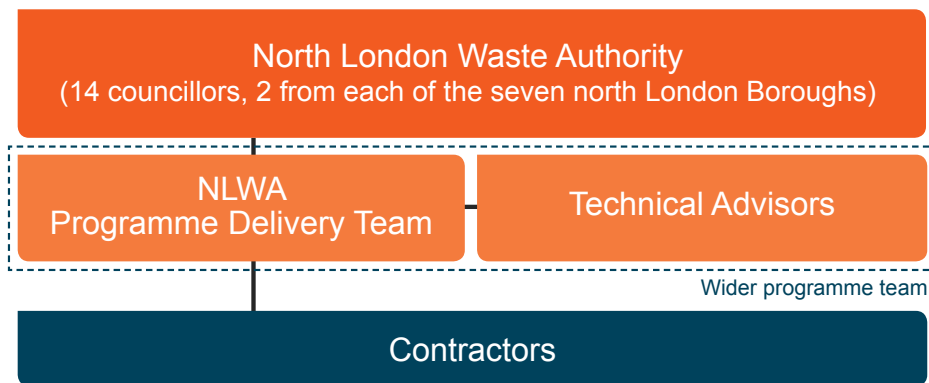 North London Waste Authority
(14 councillors, 2 from each of the seven north London Boroughs)
NLWA
Programme Delivery Team
Technical Advisors
Wider programme team
Contractors